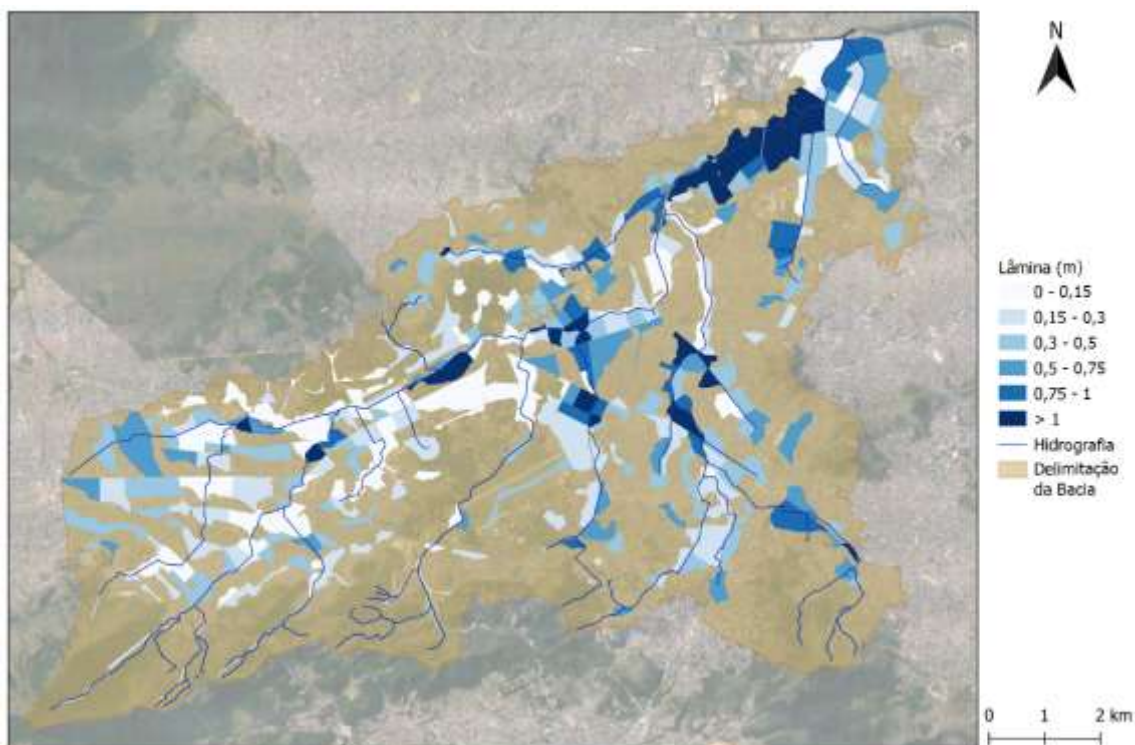 N
Lâmina (m)
0 - 0,15
0,15 - 0,3
0,3 - 0,5
0,5 - 0,75
0,75 - 1
> 1
Hidrografia
Delimitação
da Bacia
0 1 2 km